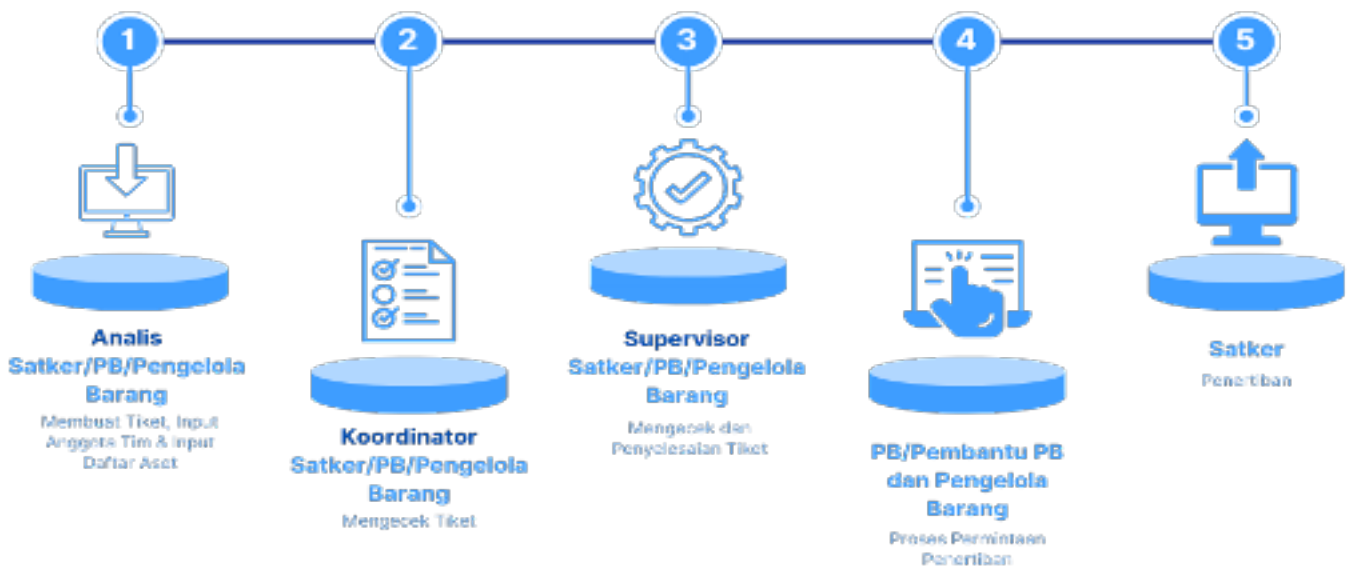 1
2
3
4
5
Analis
Satker/PB/Pengelola
Barang
Membuat Tiket, Input
Anggota Tim & Input
Daftar Aset
Koordinator
Satker/PB/Pengelola
Barang
Mengecek Tiket
Supervisor
Satker/PB/Pengelola
Barang
Mengecek dan
Penyelesaian Tiket
PB/Pembantu PB
dan Pengelola
Barang
Proses Permintaan
Penertiban
Satker
Penertiban